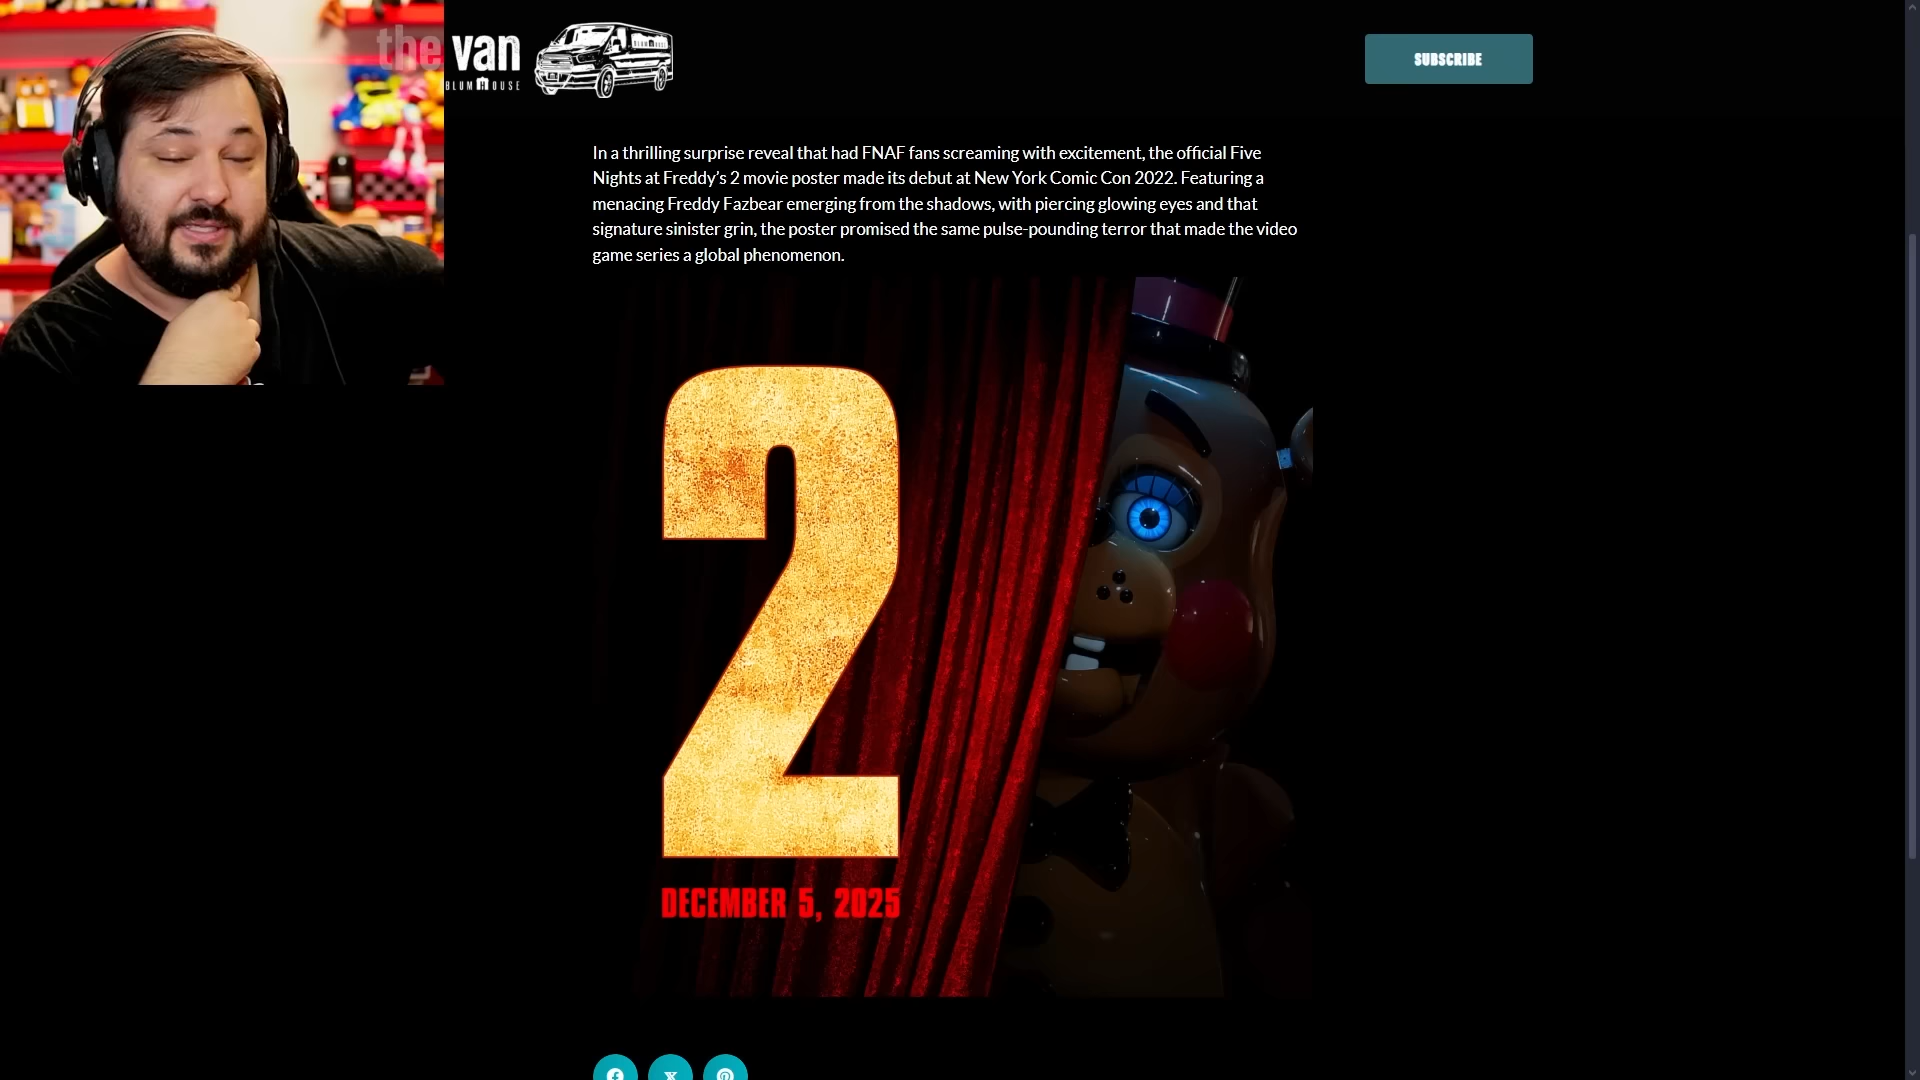 the van
BLUMHOUSE
SUBSCRIBE
In a thrilling surprise reveal that had FNAF fans screaming with excitement, the official Five
Nights at Freddy’s 2 movie poster made its debut at New York Comic Con 2022. Featuring a
menacing Freddy Fazbear emerging from the shadows, with piercing glowing eyes and that
signature sinister grin, the poster promised the same pulse-pounding terror that made the video
game series a global phenomenon.
2
DECEMBER 5, 2025